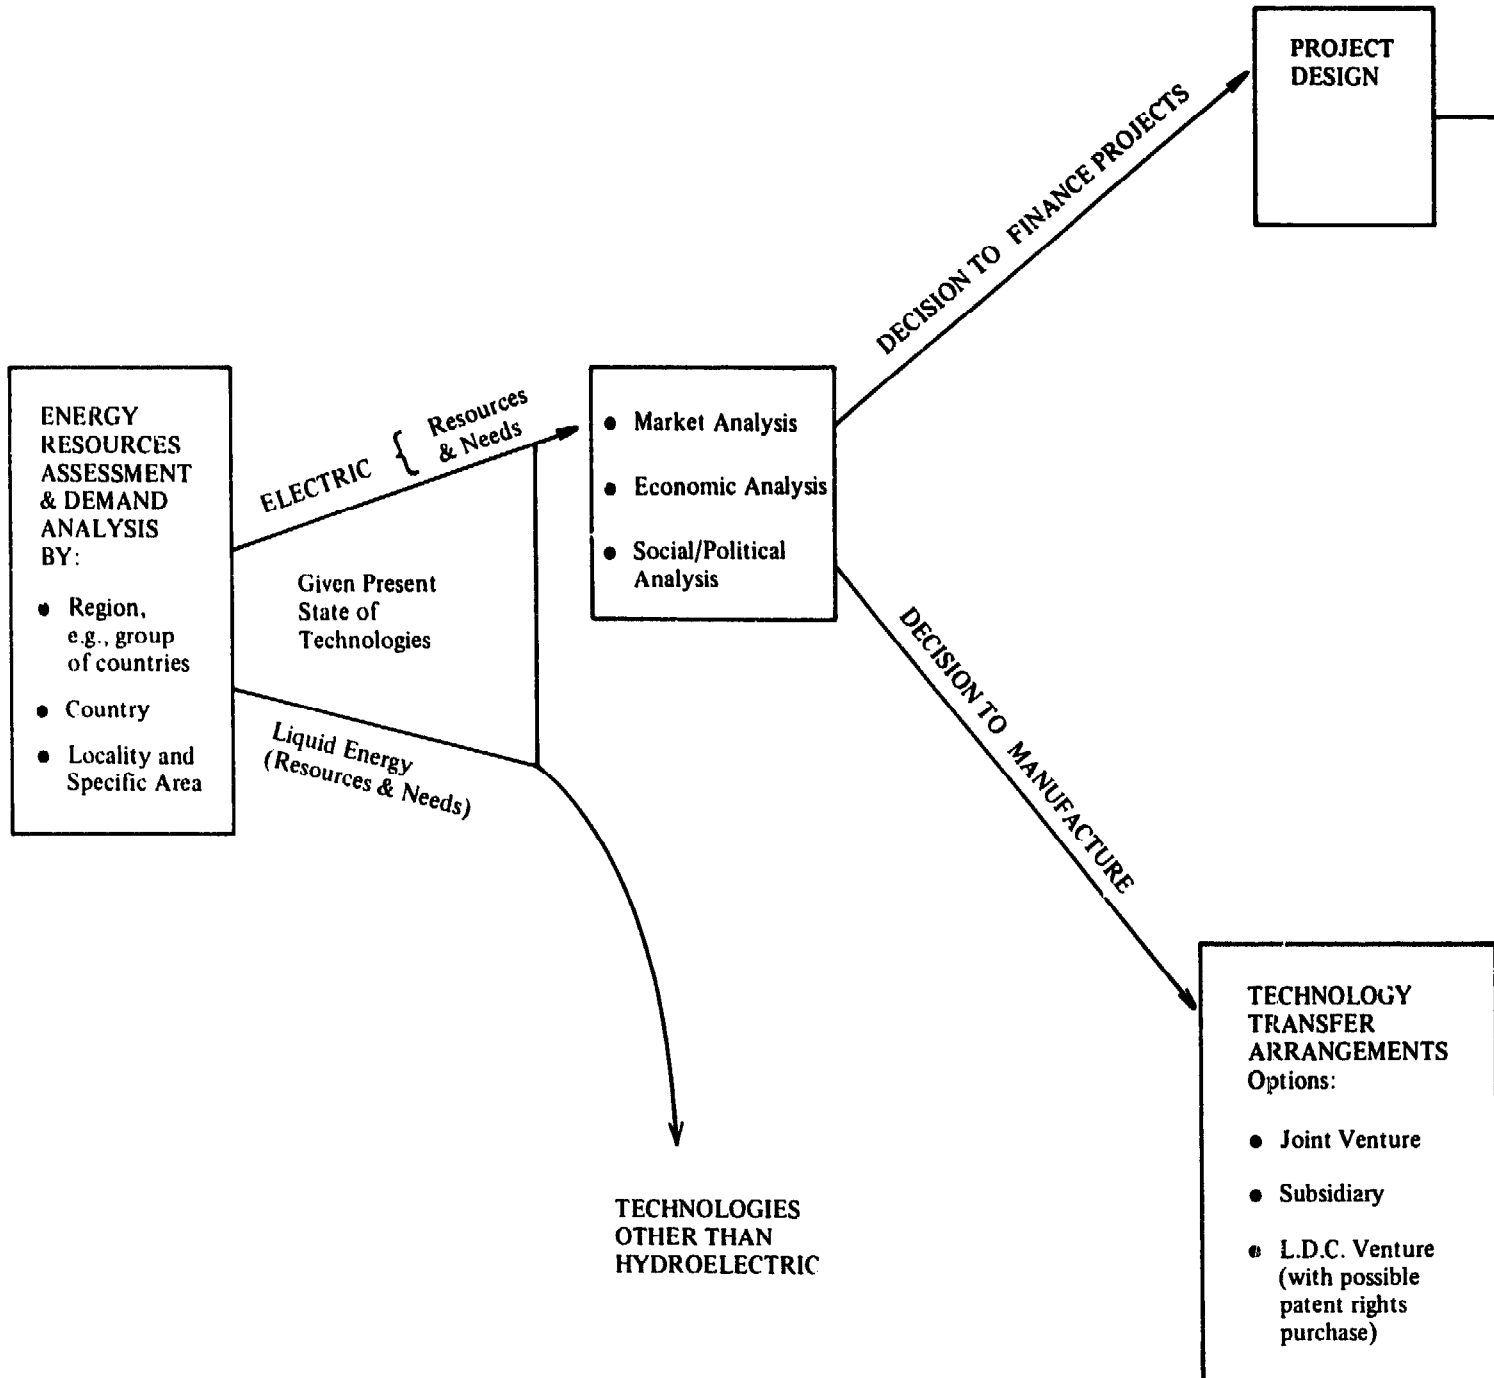 PROJECT
DESIGN
DECISION TO FINANCE PROJECTS
ENERGY
RESOURCES
ASSESSMENT
& DEMAND
ANALYSIS
BY:
• Region,
e.g., group
of countries
• Country
• Locality and
Specific Area
ELECTRIC { Resources
& Needs
Given Present
State of
Technologies
Liquid Energy
(Resources & Needs)
• Market Analysis
• Economic Analysis
• Social/Political
Analysis
DECISION TO MANUFACTURE
TECHNOLOGIES
OTHER THAN
HYDROELECTRIC
TECHNOLOGY
TRANSFER
ARRANGEMENTS
Options:
• Joint Venture
• Subsidiary
• L.D.C. Venture
(with possible
patent rights
purchase)